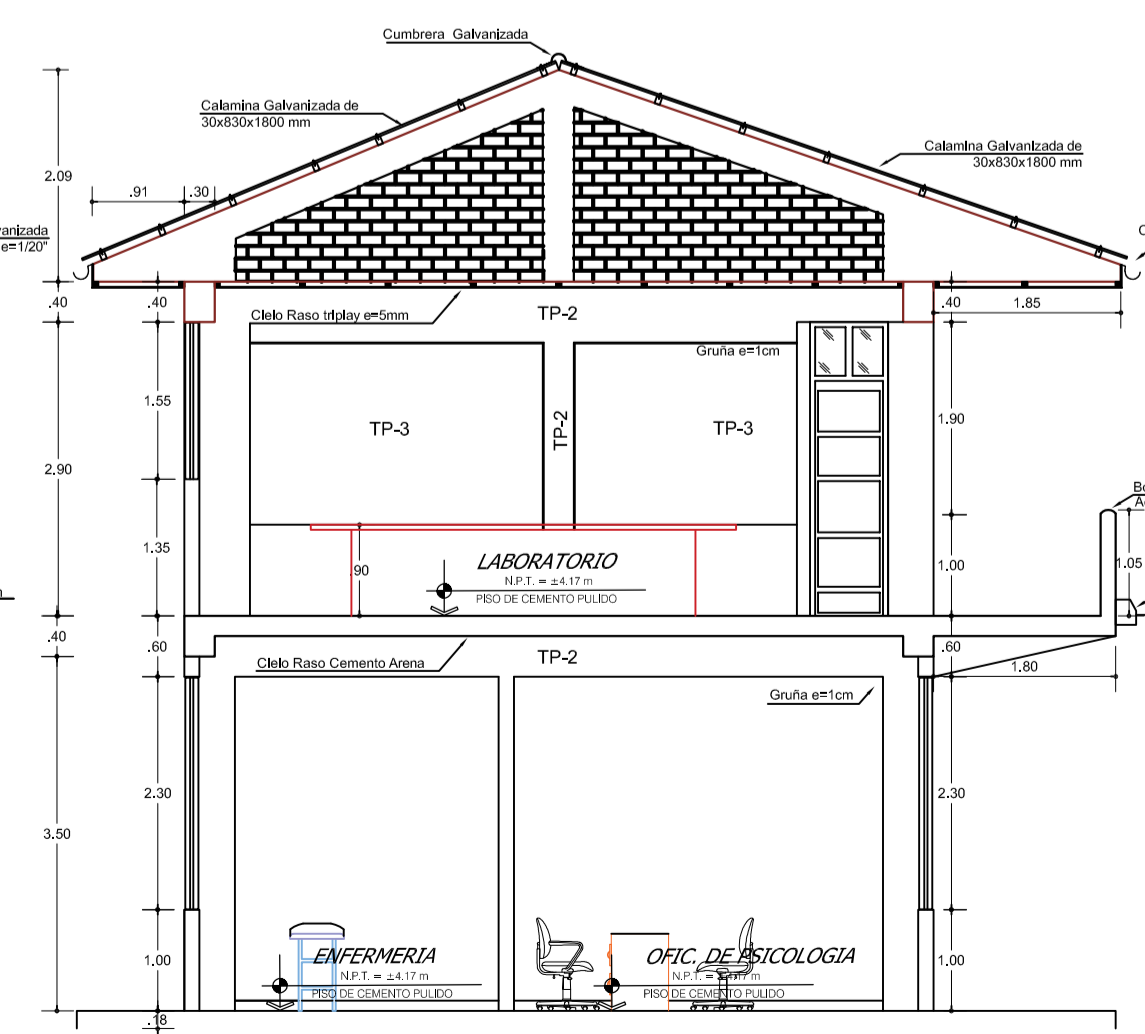 Cumbrera Galvanizada
Calamina Galvanizada de
30x830x1800 mm
Calamina Galvanizada de
30x830x1800 mm
2.09
.91
.30
vanizada
e=1/20"
C
.40
.40
Cielo Raso triplay e=5mm
TP-2
.40
1.85
Gruña e=1cm
1.55
TP-3
TP-2
TP-3
1.90
2.90
Bo
A
1.35
.90
LABORATORIO
N.P.T. = ±4.17 m
PISO DE CEMENTO PULIDO
1.00
1.05
.40
.60
Cielo Raso Cemento Arena
TP-2
.60
1.80
Gruña e=1cm
2.30
2.30
3.50
1.00
ENFERMERIA
N.P.T. = ±4.17 m
PISO DE CEMENTO PULIDO
OFIC. DE PSICOLOGIA
N.P.T. = ±4.17 m
PISO DE CEMENTO PULIDO
1.00
.18